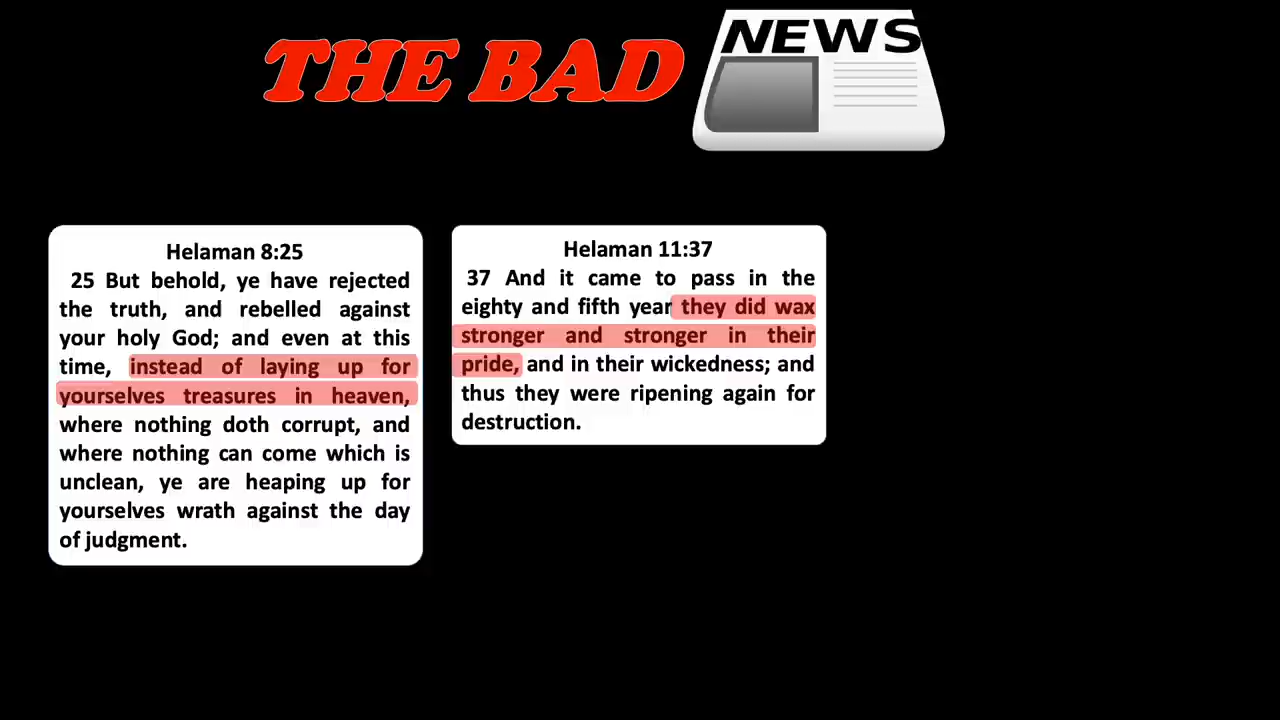 THE BAD
NEWS
Helaman 8:25
25 But behold, ye have rejected
the truth, and rebelled against
your holy God; and even at this
time, instead of laying up for
yourselves treasures in heaven,
where nothing doth corrupt, and
where nothing can come which is
unclean, ye are heaping up for
yourselves wrath against the day
of judgment.
Helaman 11:37
37 And it came to pass in the
eighty and fifth year they did wax
stronger and stronger in their
pride, and in their wickedness; and
thus they were ripening again for
destruction.